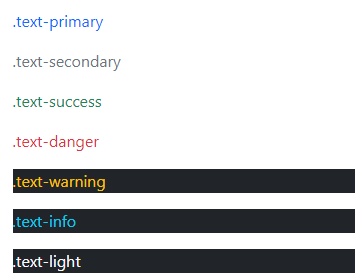 .text-primary
.text-secondary
.text-success
.text-danger
.text-warning
.text-info
.text-light